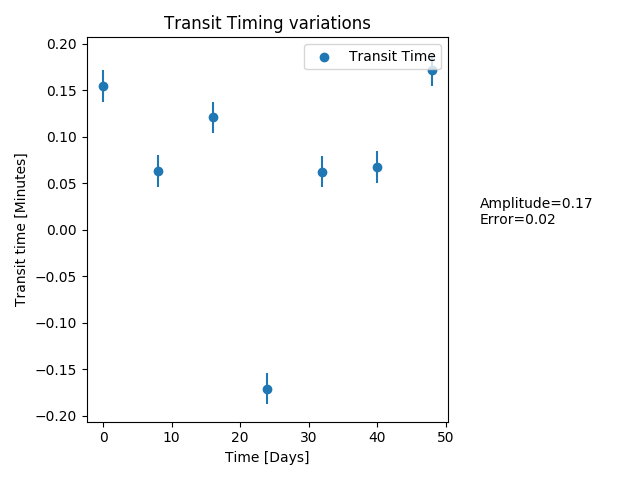 Transit Timing variations
Transit Time
0.20
0.15
0.10
0.05
0.00
−0.05
−0.10
−0.15
−0.20
Transit time [Minutes]
Amplitude=0.17
Error=0.02
0 10 20 30 40 50
Time [Days]